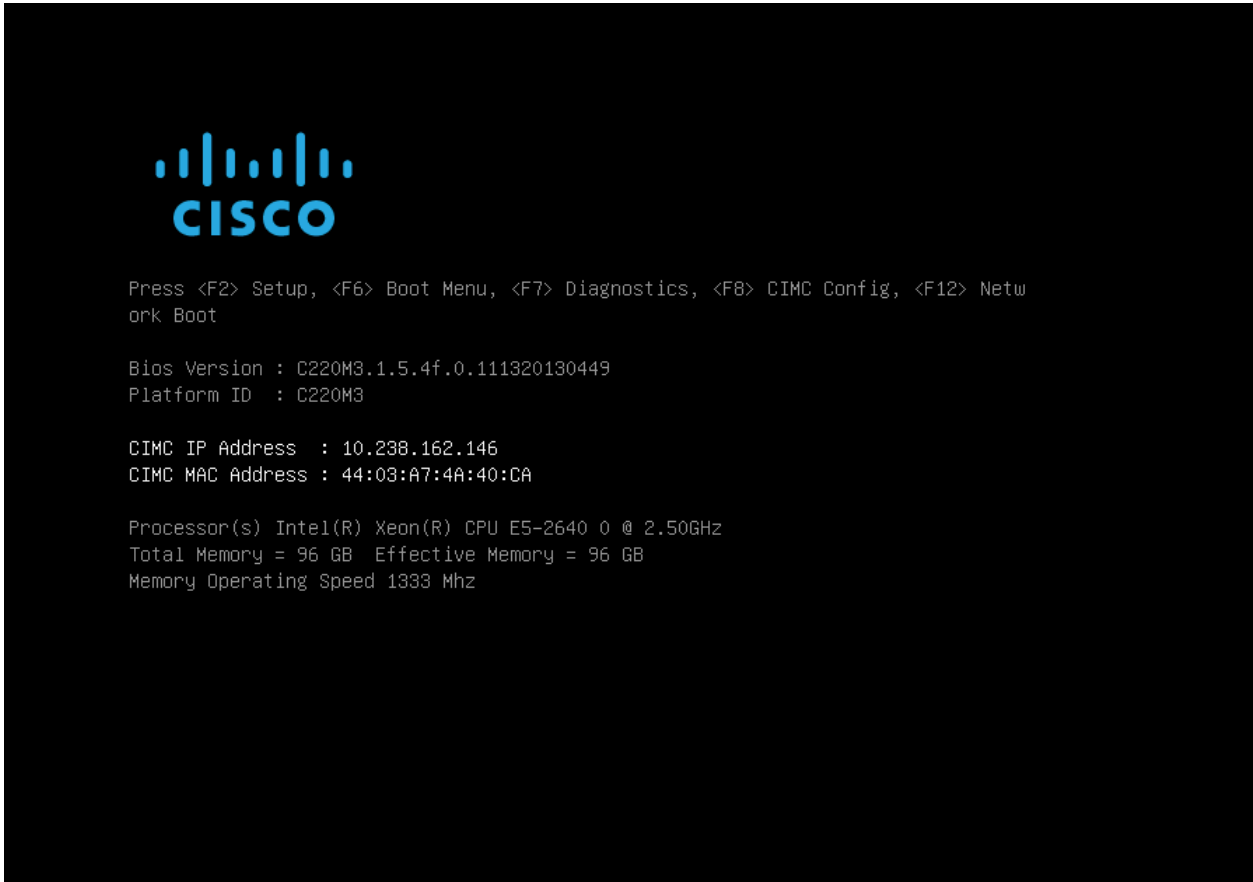 CISCO
Press <F2> Setup, <F6> Boot Menu, <F7> Diagnostics, <F8> CIMC Config, <F12> Netw
ork Boot
Bios Version : C220M3.1.5.4f.0.111320130449
Platform ID  : C220M3
CIMC IP Address  : 10.238.162.146
CIMC MAC Address : 44:03:A7:4A:40:CA
Processor(s) Intel(R) Xeon(R) CPU E5-2640 0 @ 2.50GHz
Total Memory = 96 GB  Effective Memory = 96 GB
Memory Operating Speed 1333 Mhz